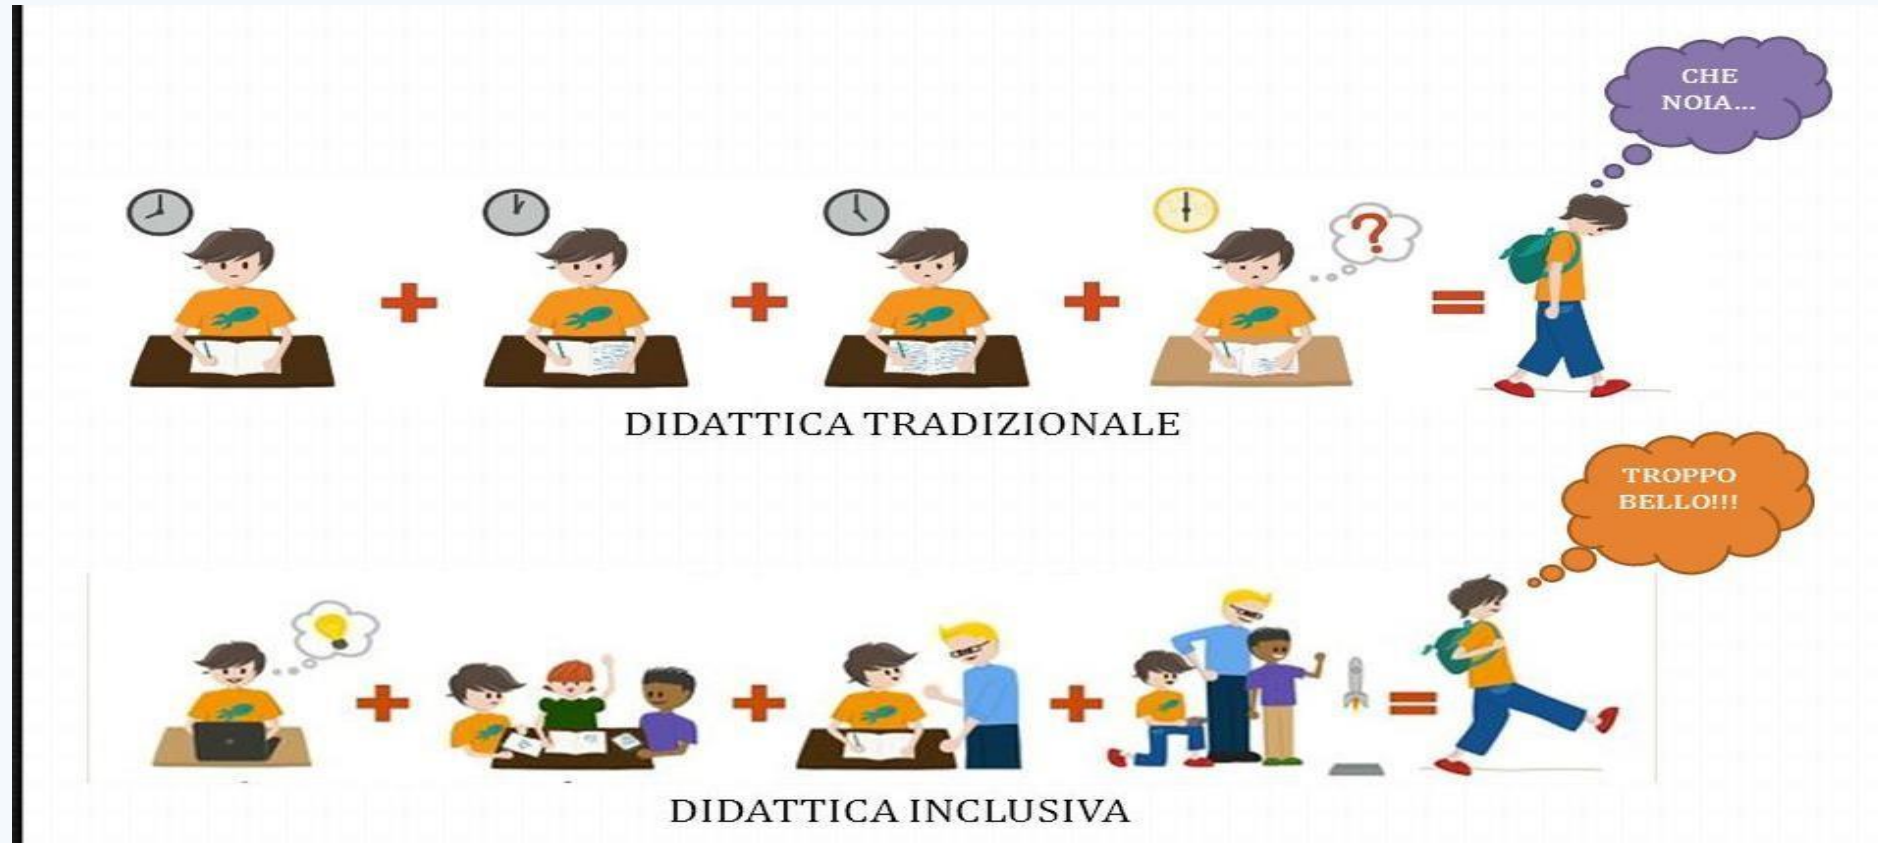 CHE
NOIA...
?
DIDATTICA TRADIZIONALE
TROPPO
BELLO!!!
DIDATTICA INCLUSIVA